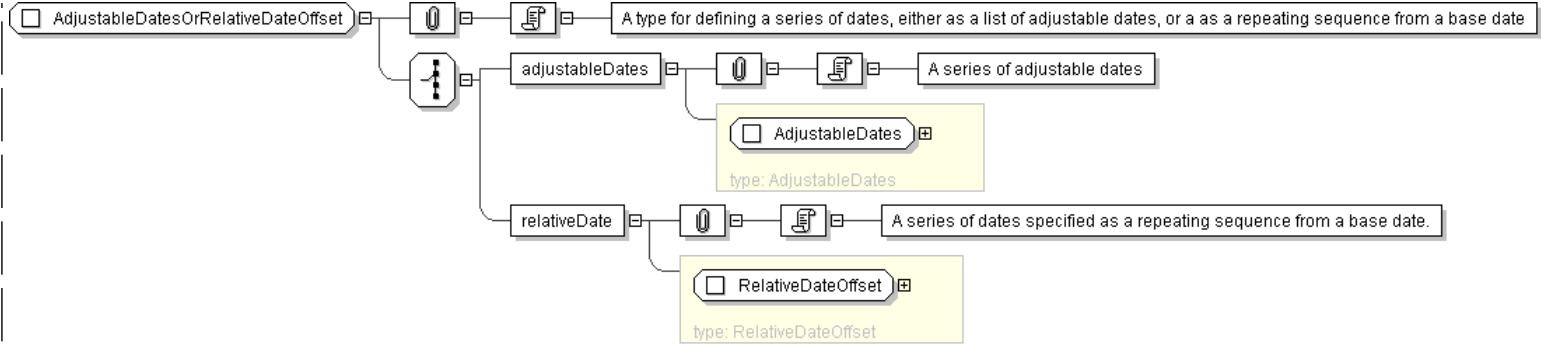 AdjustableDatesOrRelativeDateOffset
A type for defining a series of dates, either as a list of adjustable dates, or a as a repeating sequence from a base date
adjustableDates
A series of adjustable dates
AdjustableDates
type: AdjustableDates
relativeDate
A series of dates specified as a repeating sequence from a base date.
RelativeDateOffset
type: RelativeDateOffset